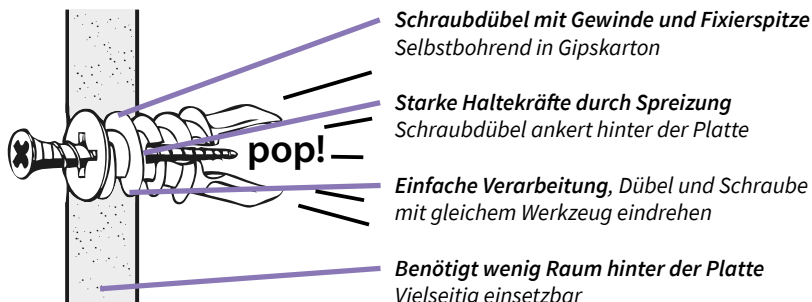 Schraubdübel mit Gewinde und Fixierspitze
Selbstbohrend in Gipskarton
Starke Haltekräfte durch Spreizung
Schraubdübel ankert hinter der Platte
pop!
Einfache Verarbeitung, Dübel und Schraube
mit gleichem Werkzeug eindrehen
Benötigt wenig Raum hinter der Platte
Vielseitig einsetzbar